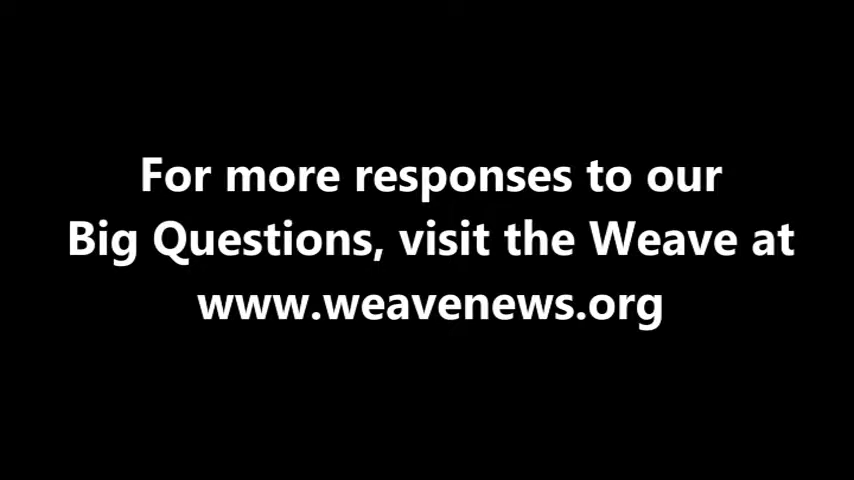 For more responses to our
Big Questions, visit the Weave at
www.weavenews.org